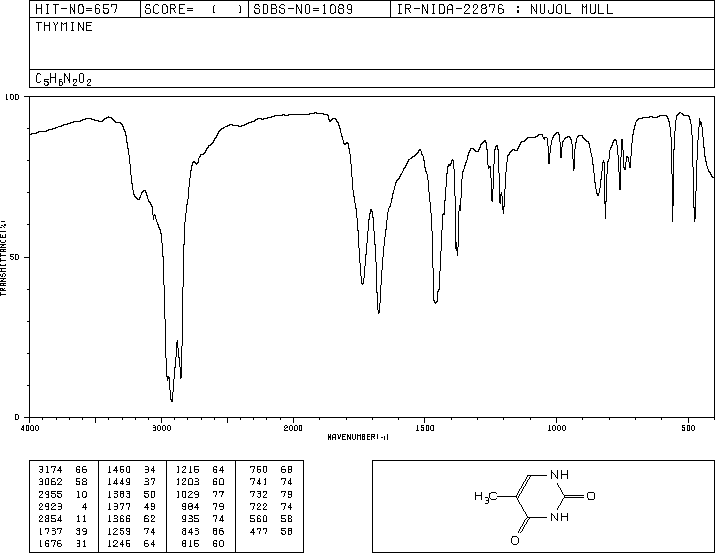 HIT-NO=657 SCORE= ( ) SDBS-NO=1089 IR-NIDA-22876 : NUJOL MULL
THYMINE
C5H6N2O2
100
50
0
TRANSMITTANCE(%)
4000 3000 2000 1500 1000 500
WAVENUMBER(-1)
3174 66 1460 34 1216 64 760 68
3062 58 1449 37 1203 60 741 74
2955 10 1383 50 1029 77 732 79
2923 4 1377 49 984 79 722 74
2854 11 1366 62 935 74 560 58
1737 39 1259 74 845 66 477 58
1676 31 1246 64 816 60
NH
H3C
O
NH
O